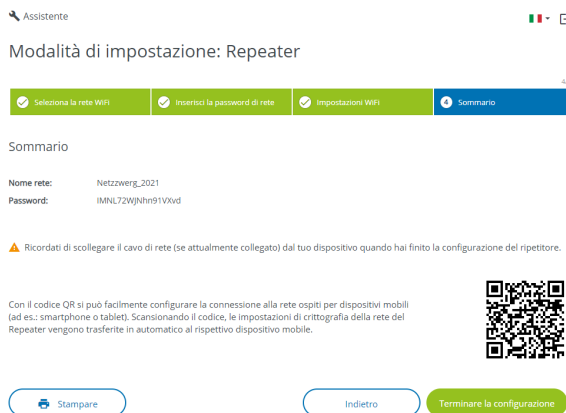 Assistente
Modalità di impostazione: Repeater
Seleziona la rete WiFi
Inserisci la password di rete
Impostazioni WiFi
4 Sommario
Sommario
Nome rete: Netzzwerg_2021
Password: IMNL72WJNhn91VXvd
Ricordati di scollegare il cavo di rete (se attualmente collegato) dal tuo dispositivo quando hai finito la configurazione del ripetitore.
Con il codice QR si può facilmente configurare la connessione alla rete ospiti per dispositivi mobili
(ad es.: smartphone o tablet). Scansionando il codice, le impostazioni di crittografia della rete del
Repeater vengono trasferite in automatico al rispettivo dispositivo mobile.
Stampare
Indietro
Terminare la configurazione